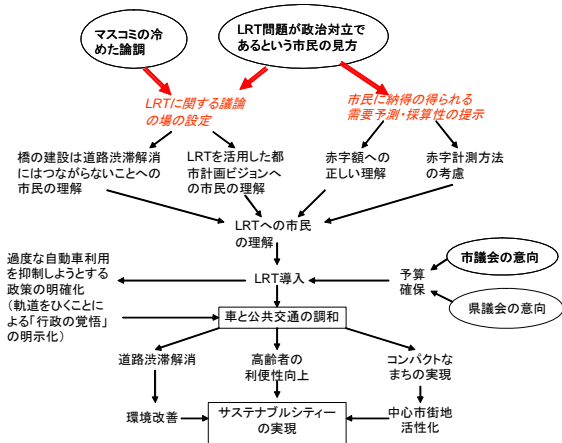 マスコミの冷
めた論調
LRT問題が政治対立で
あるという市民の見方
LRTに関する議論
の場の設定
市民に納得の得られる
需要予測・採算性の提示
橋の建設は道路渋滞解消
にはつながらないことへの
市民の理解
LRTを活用した都
市計画ビジョンへ
の市民の理解
赤字額への
正しい理解
赤字計測方法
の考慮
LRTへの市民
の理解
過度な自動車利用
を抑制しようとする
政策の明確化
(軌道をひくことに
よる「行政の覚悟」
の明示化)
LRT導入
予算
確保
市議会の意向
県議会の意向
車と公共交通の調和
道路渋滞解消
高齢者の
利便性向上
コンパクトな
まちの実現
環境改善
サステナブルシティー
の実現
中心市街地
活性化